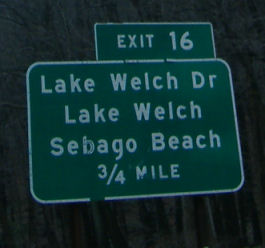 EXIT 16
Lake Welch Dr
Lake Welch
Sebago Beach
3/4 MILE